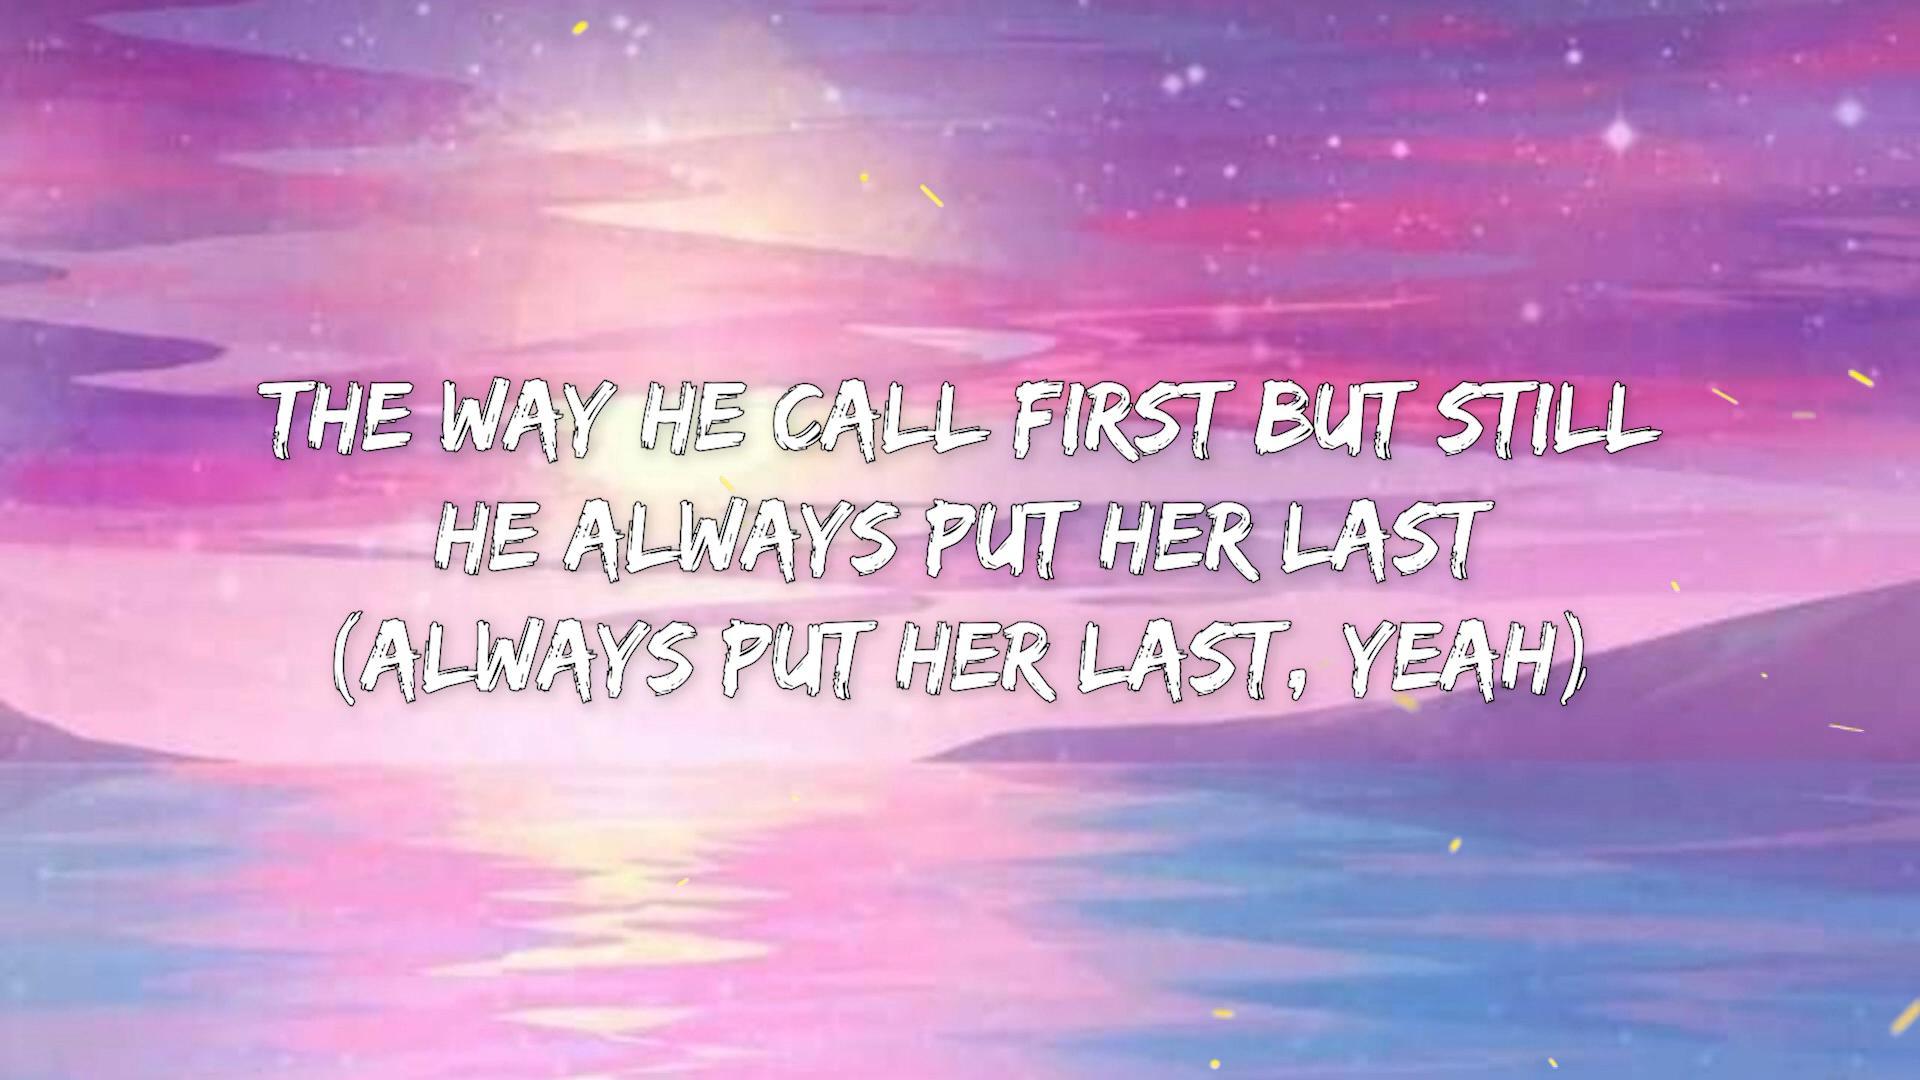 THE WAY HE CALL FIRST BUT STILL
HE ALWAYS PUT HER LAST
(ALWAYS PUT HER LAST, YEAH)